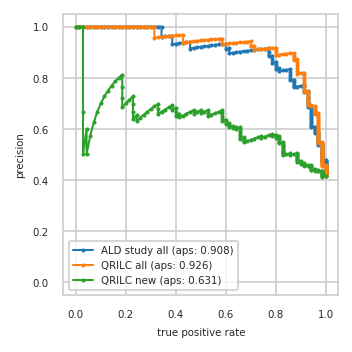 1.0
0.8
0.6
0.4
0.2
0.0
precision
ALD study all (aps: 0.908)
QRILC all (aps: 0.926)
QRILC new (aps: 0.631)
0.0 0.2 0.4 0.6 0.8 1.0
true positive rate